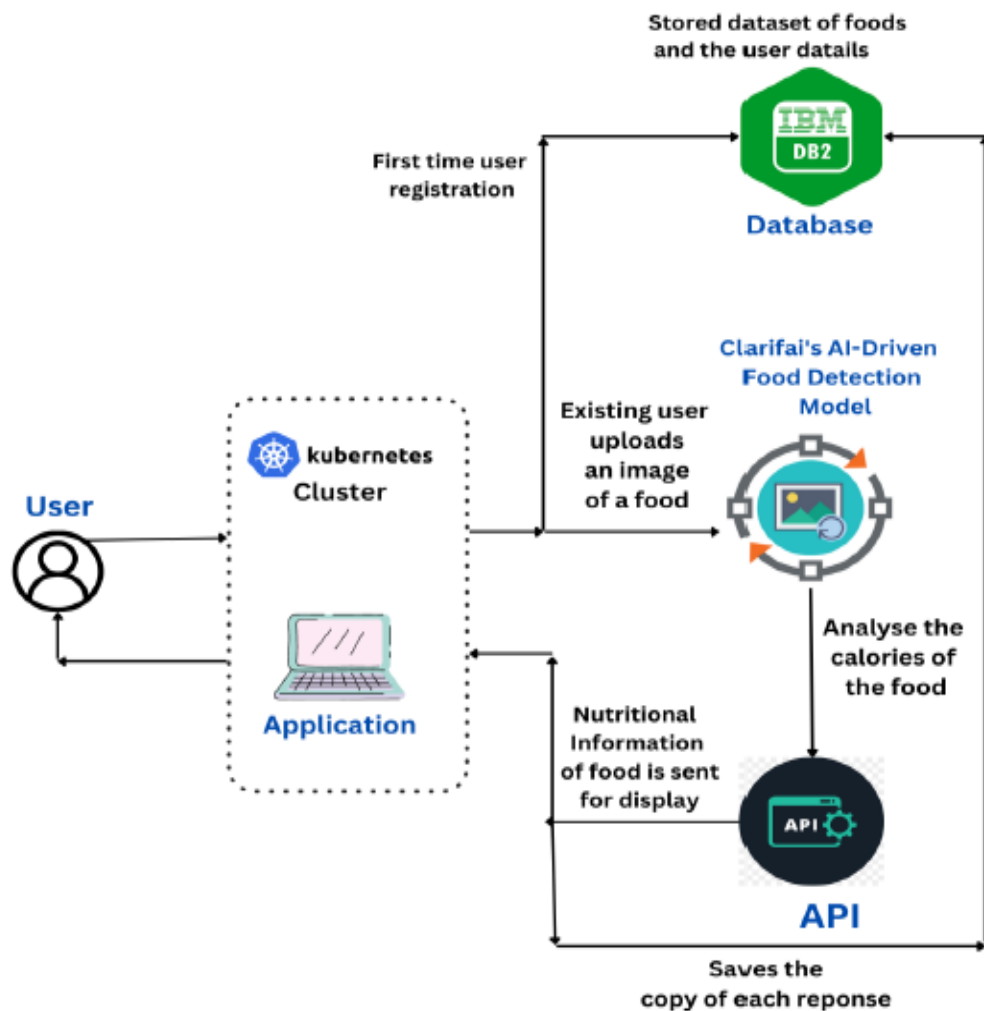 Stored dataset of foods
and the user datails
IBM
DB2
Database
First time user
registration
Clarifai's AI-Driven
Food Detection
Model
Existing user
uploads
an image
of a food
kubernetes
Cluster
User
Application
Analyse the
calories of
the food
Nutritional
Information
of food is sent
for display
API
API
Saves the
copy of each reponse